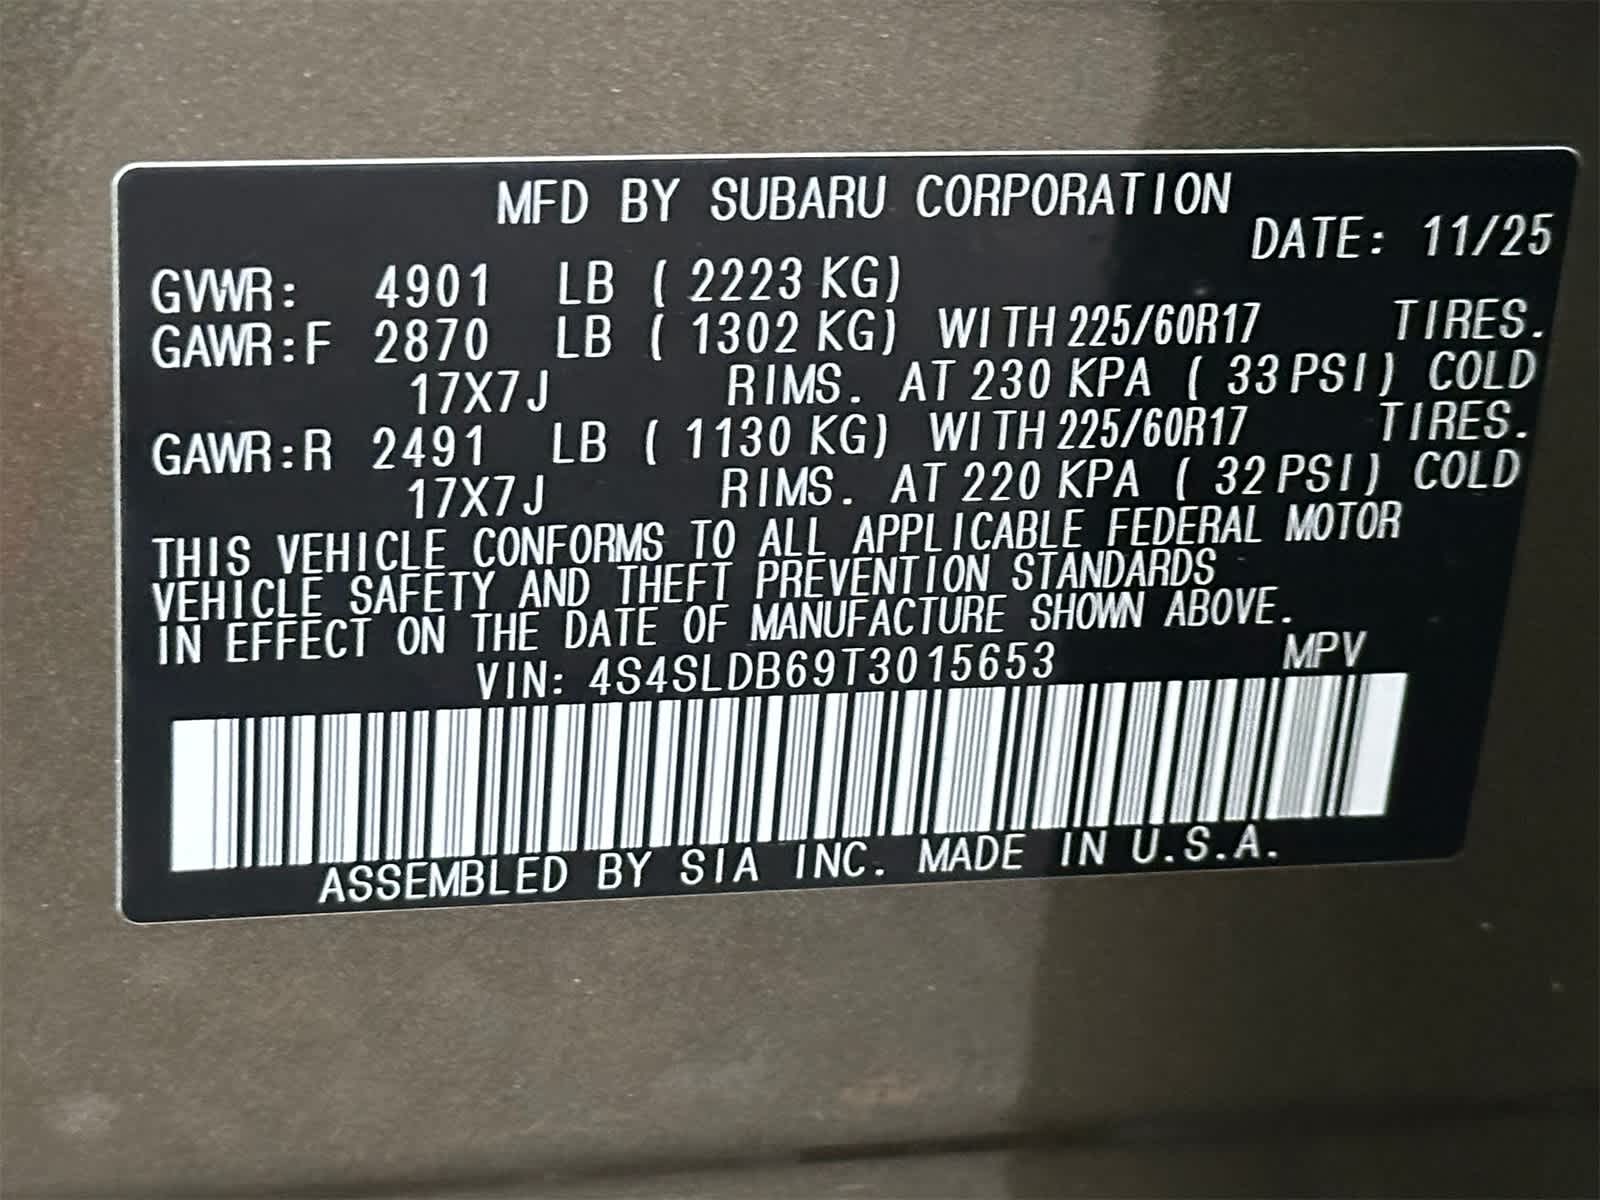 MFD BY SUBARU CORPORATION
DATE: 11/25
GVWR: 4901 LB ( 2223 KG)
GAWR:F 2870 LB ( 1302 KG) WITH 225/60R17 TIRES.
17X7J RIMS. AT 230 KPA ( 33 PSI) COLD
GAWR:R 2491 LB ( 1130 KG) WITH 225/60R17 TIRES.
17X7J RIMS. AT 220 KPA ( 32 PSI) COLD
THIS VEHICLE CONFORMS TO ALL APPLICABLE FEDERAL MOTOR
VEHICLE SAFETY AND THEFT PREVENTION STANDARDS
IN EFFECT ON THE DATE OF MANUFACTURE SHOWN ABOVE.
VIN: 4S4SLDB69T3015653 MPV
ASSEMBLED BY SIA INC. MADE IN U.S.A.